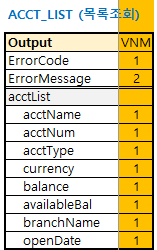 ACCT_LIST (목록조회)
Output VNM
ErrorCode 1
ErrorMessage 2
acctList
acctName 1
acctNum 1
acctType 1
currency 1
balance 1
availableBal 1
branchName 1
openDate 1